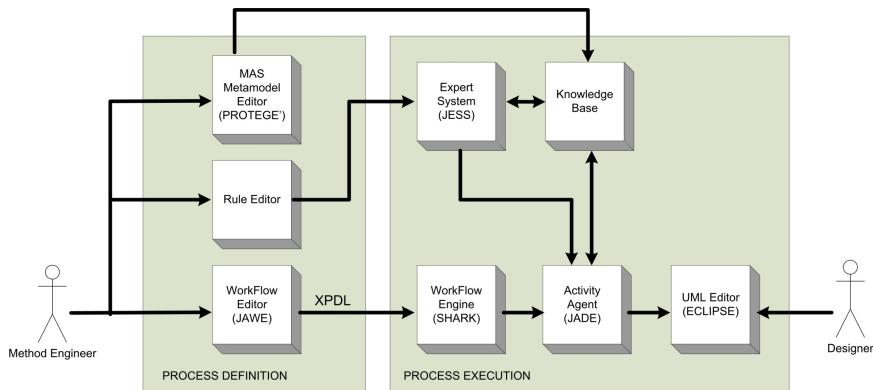 MAS
Metamodel
Editor
(PROTEGE')
Expert
System
(JESS)
Knowledge
Base
Rule Editor
WorkFlow
Editor
(JAWE)
XPDL
WorkFlow
Engine
(SHARK)
Activity
Agent
(JADE)
UML Editor
(ECLIPSE)
Method Engineer
Designer
PROCESS DEFINITION
PROCESS EXECUTION